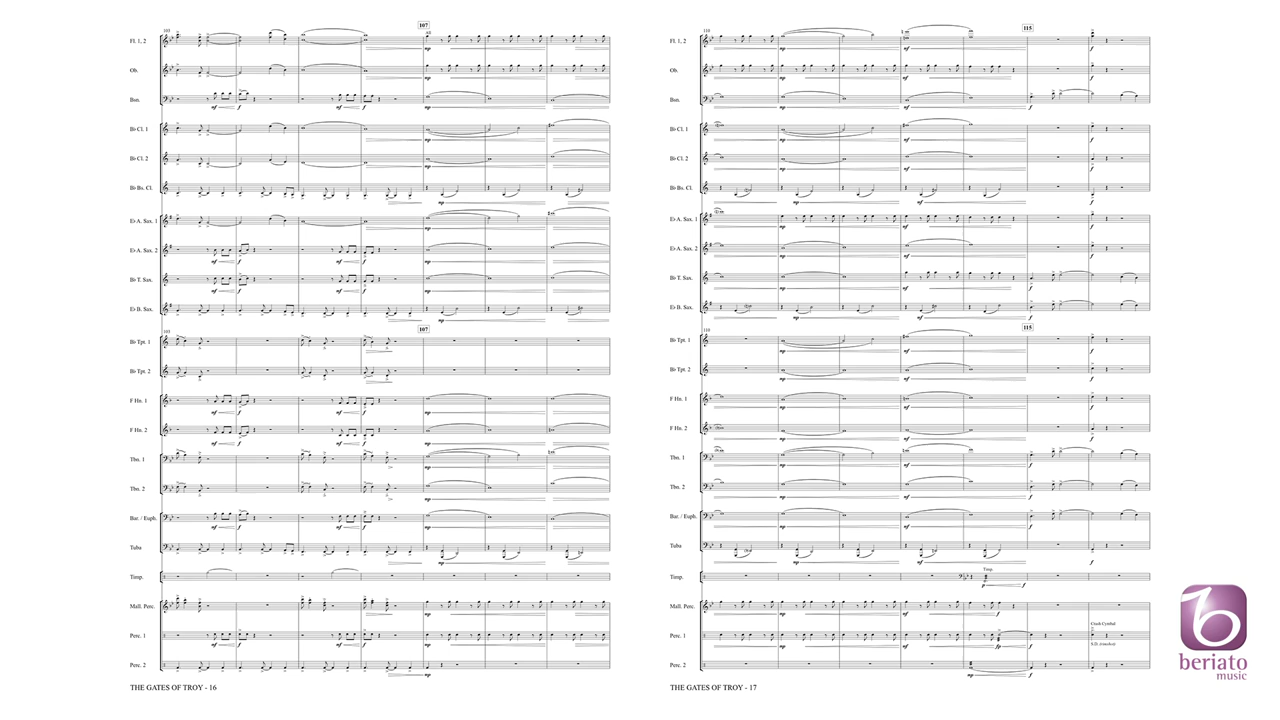 107
103
Fl. 1, 2
Ob.
Bsn.
B♭ Cl. 1
B♭ Cl. 2
B♭ Bs. Cl.
E♭ A. Sax. 1
E♭ A. Sax. 2
B♭ T. Sax.
E♭ B. Sax.
103
107
B♭ Tpt. 1
B♭ Tpt. 2
F Hn. 1
F Hn. 2
Tbn. 1
Tbn. 2
Bar. / Euph.
Tuba
Timp.
Mall. Perc.
Perc. 1
Perc. 2
THE GATES OF TROY - 16
110
115
Fl. 1, 2
Ob.
Bsn.
B♭ Cl. 1
B♭ Cl. 2
B♭ Bs. Cl.
E♭ A. Sax. 1
E♭ A. Sax. 2
B♭ T. Sax.
E♭ B. Sax.
110
115
B♭ Tpt. 1
B♭ Tpt. 2
F Hn. 1
F Hn. 2
Tbn. 1
Tbn. 2
Bar. / Euph.
Tuba
Timp.
Timp.
Mall. Perc.
Perc. 1
Crash Cymbal
Perc. 2
THE GATES OF TROY - 17
beriato
music